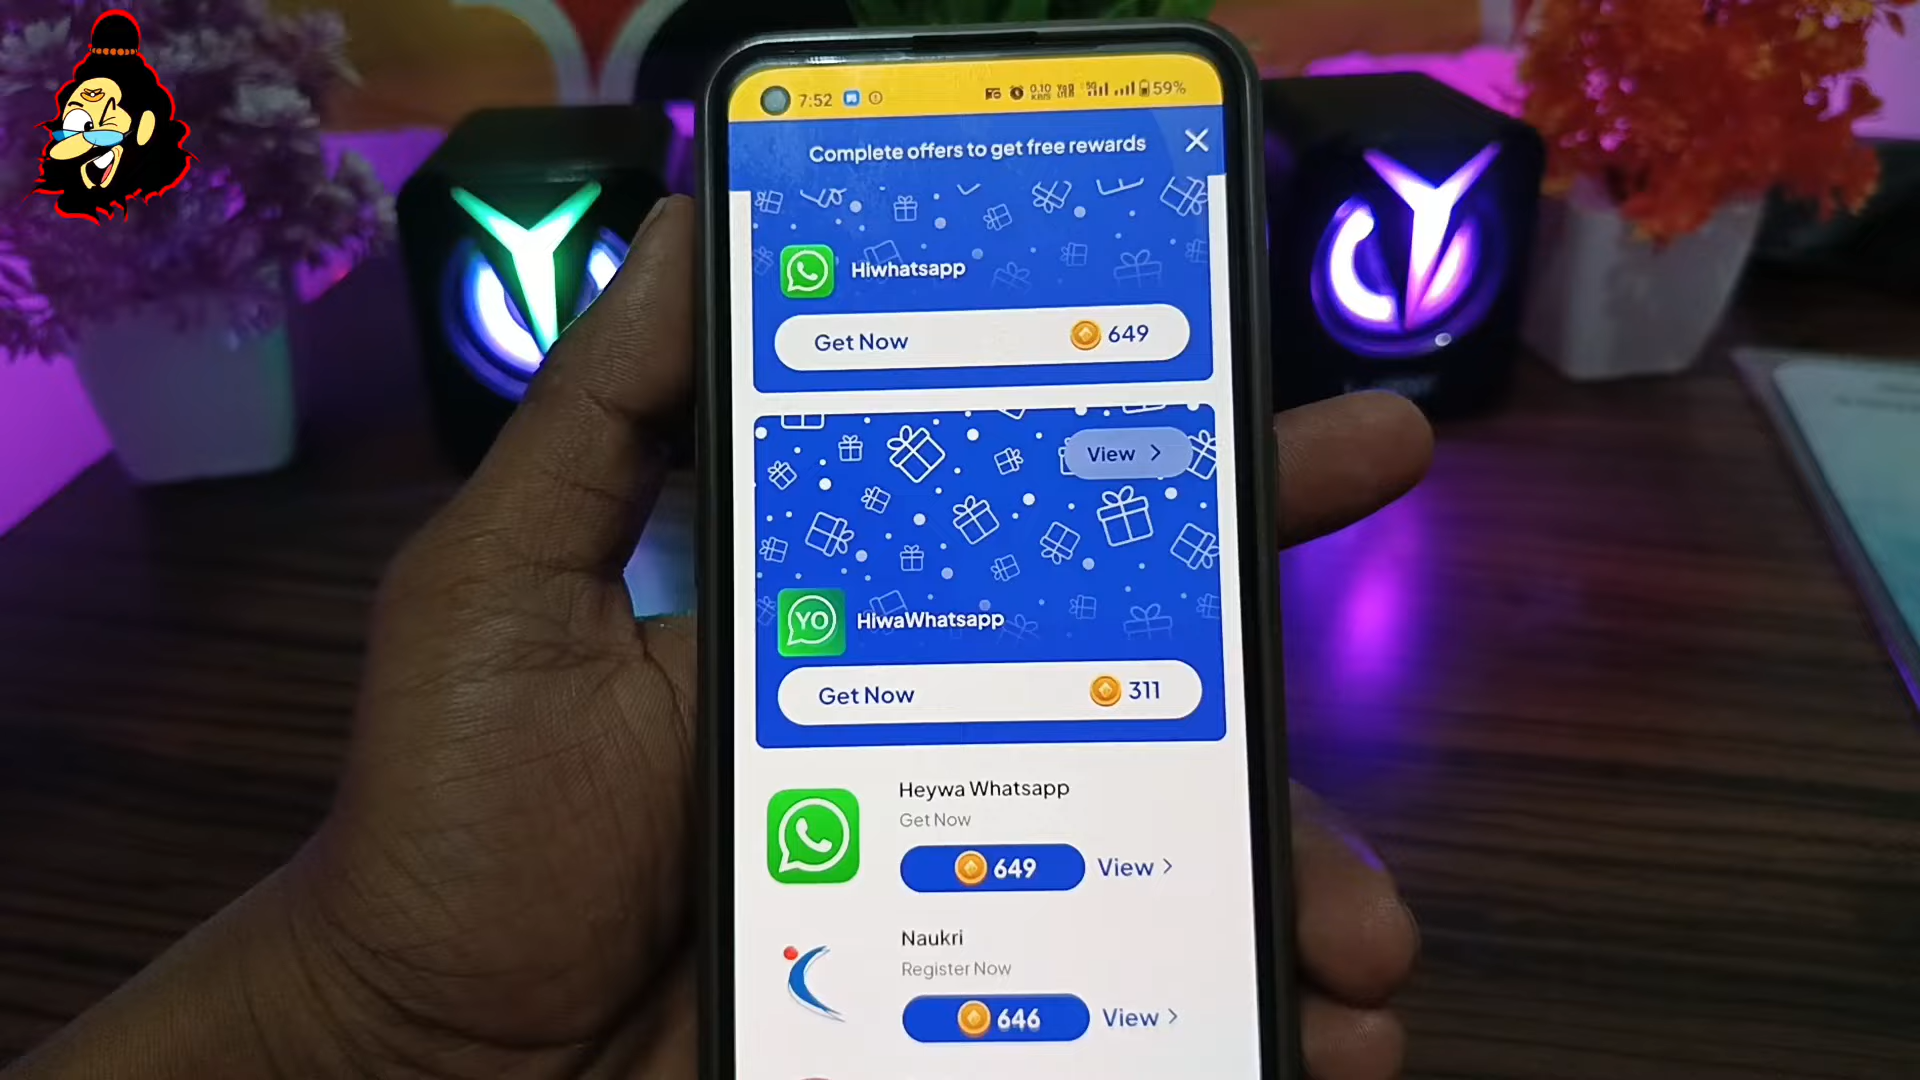 7:52
59%
Complete offers to get free rewards
Hiwhatsapp
Get Now
649
View >
YO
HiwaWhatsapp
Get Now
311
Heywa Whatsapp
Get Now
649
View >
Naukri
Register Now
646
View >